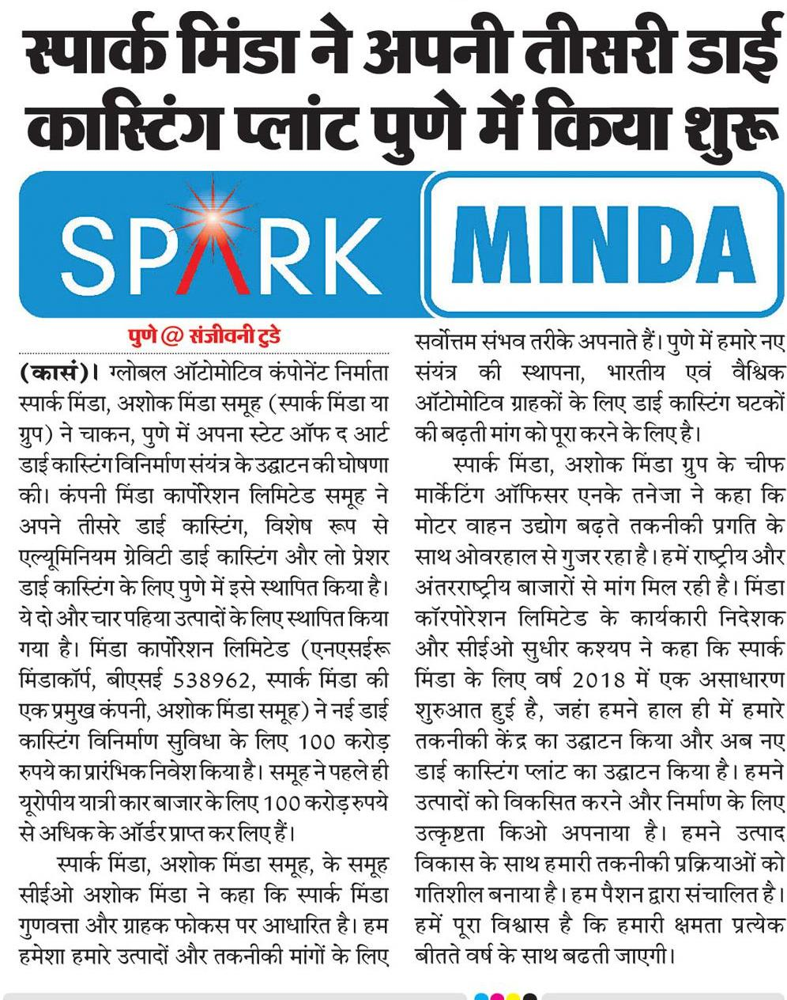 स्पार्क मिंडा ने अपनी तीसरी डाई
कास्टिंग प्लांट पुणे में किया शुरू
SPARK MINDA
पुणे @ संजीवनी टुडे
(कासं)। ग्लोबल ऑटोमोटिव कंपोनेंट निर्माता
स्पार्क मिंडा, अशोक मिंडा समूह (स्पार्क मिंडा या
ग्रुप) ने चाकन, पुणे में अपना स्टेट ऑफ द आर्ट
डाई कास्टिंग विनिर्माण संयंत्र के उद्घाटन की घोषणा
की। कंपनी मिंडा कार्पोरेशन लिमिटेड समूह ने
अपने तीसरे डाई कास्टिंग, विशेष रूप से
एल्यूमिनियम ग्रेविटी डाई कास्टिंग और लो प्रेशर
डाई कास्टिंग के लिए पुणे में इसे स्थापित किया है।
ये दो और चार पहिया उत्पादों के लिए स्थापित किया
गया है। मिंडा कार्पोरेशन लिमिटेड (एनएसईरू
मिंडाकॉर्प, बीएसई 538962, स्पार्क मिंडा की
एक प्रमुख कंपनी, अशोक मिंडा समूह) ने नई डाई
कास्टिंग विनिर्माण सुविधा के लिए 100 करोड़
रुपये का प्रारंभिक निवेश किया है। समूह ने पहले ही
यूरोपीय यात्री कार बाजार के लिए 100 करोड़ रुपये
से अधिक के ऑर्डर प्राप्त कर लिए हैं।
स्पार्क मिंडा, अशोक मिंडा समूह, के समूह
सीईओ अशोक मिंडा ने कहा कि स्पार्क मिंडा
गुणवत्ता और ग्राहक फोकस पर आधारित है। हम
हमेशा हमारे उत्पादों और तकनीकी मांगों के लिए
सर्वोत्तम संभव तरीके अपनाते हैं। पुणे में हमारे नए
संयंत्र की स्थापना, भारतीय एवं वैश्विक
ऑटोमोटिव ग्राहकों के लिए डाई कास्टिंग घटकों
की बढ़ती मांग को पूरा करने के लिए है।
स्पार्क मिंडा, अशोक मिंडा ग्रुप के चीफ
मार्केटिंग ऑफिसर एनके तनेजा ने कहा कि
मोटर वाहन उद्योग बढ़ते तकनीकी प्रगति के
साथ ओवरहाल से गुजर रहा है। हमें राष्ट्रीय और
अंतरराष्ट्रीय बाजारों से मांग मिल रही है। मिंडा
कॉरपोरेशन लिमिटेड के कार्यकारी निदेशक
और सीईओ सुधीर कश्यप ने कहा कि स्पार्क
मिंडा के लिए वर्ष 2018 में एक असाधारण
शुरुआत हुई है, जहां हमने हाल ही में हमारे
तकनीकी केंद्र का उद्घाटन किया और अब नए
डाई कास्टिंग प्लांट का उद्घाटन किया है। हमने
उत्पादों को विकसित करने और निर्माण के लिए
उत्कृष्टता किओ अपनाया है। हमने उत्पाद
विकास के साथ हमारी तकनीकी प्रक्रियाओं को
गतिशील बनाया है। हम पैशन द्वारा संचालित है।
हमें पूरा विश्वास है कि हमारी क्षमता प्रत्येक
बीतते वर्ष के साथ बढती जाएगी।